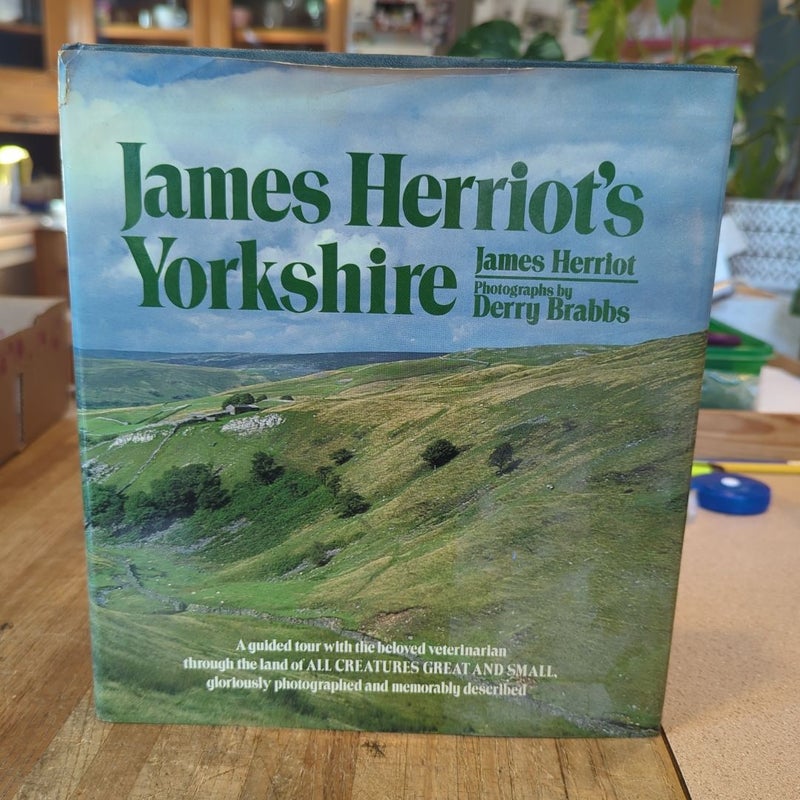 James Herriot's
Yorkshire
James Herriot
Photographs by
Derry Brabbs
A guided tour with the beloved veterinarian
through the land of ALL CREATURES GREAT AND SMALL,
gloriously photographed and memorably described